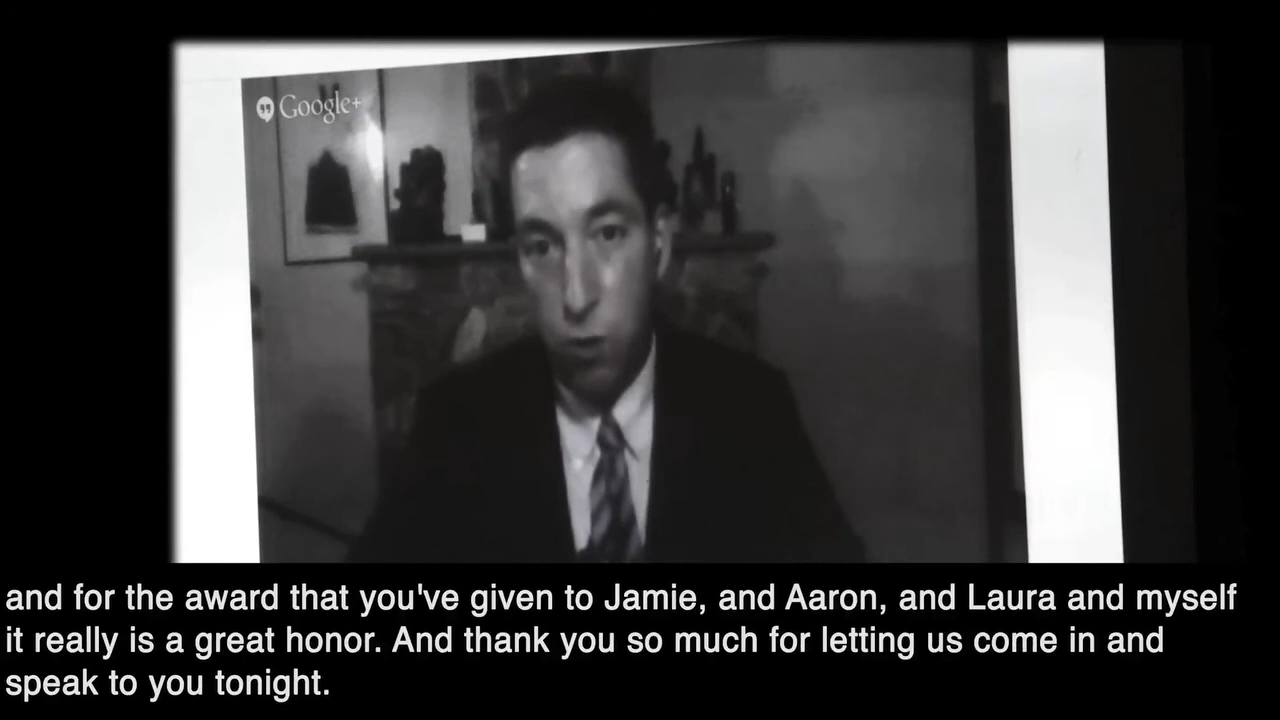 Google+
and for the award that you've given to Jamie, and Aaron, and Laura and myself
it really is a great honor. And thank you so much for letting us come in and
speak to you tonight.